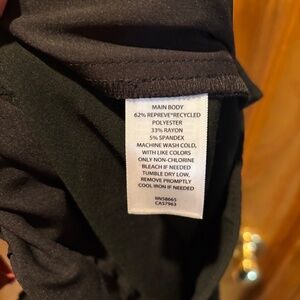 MAIN BODY
62% REPREVE®RECYCLED
POLYESTER
33% RAYON
5% SPANDEX
MACHINE WASH COLD,
WITH LIKE COLORS
ONLY NON-CHLORINE
BLEACH IF NEEDED
TUMBLE DRY LOW,
REMOVE PROMPTLY
COOL IRON IF NEEDED
RN58665
CA57963